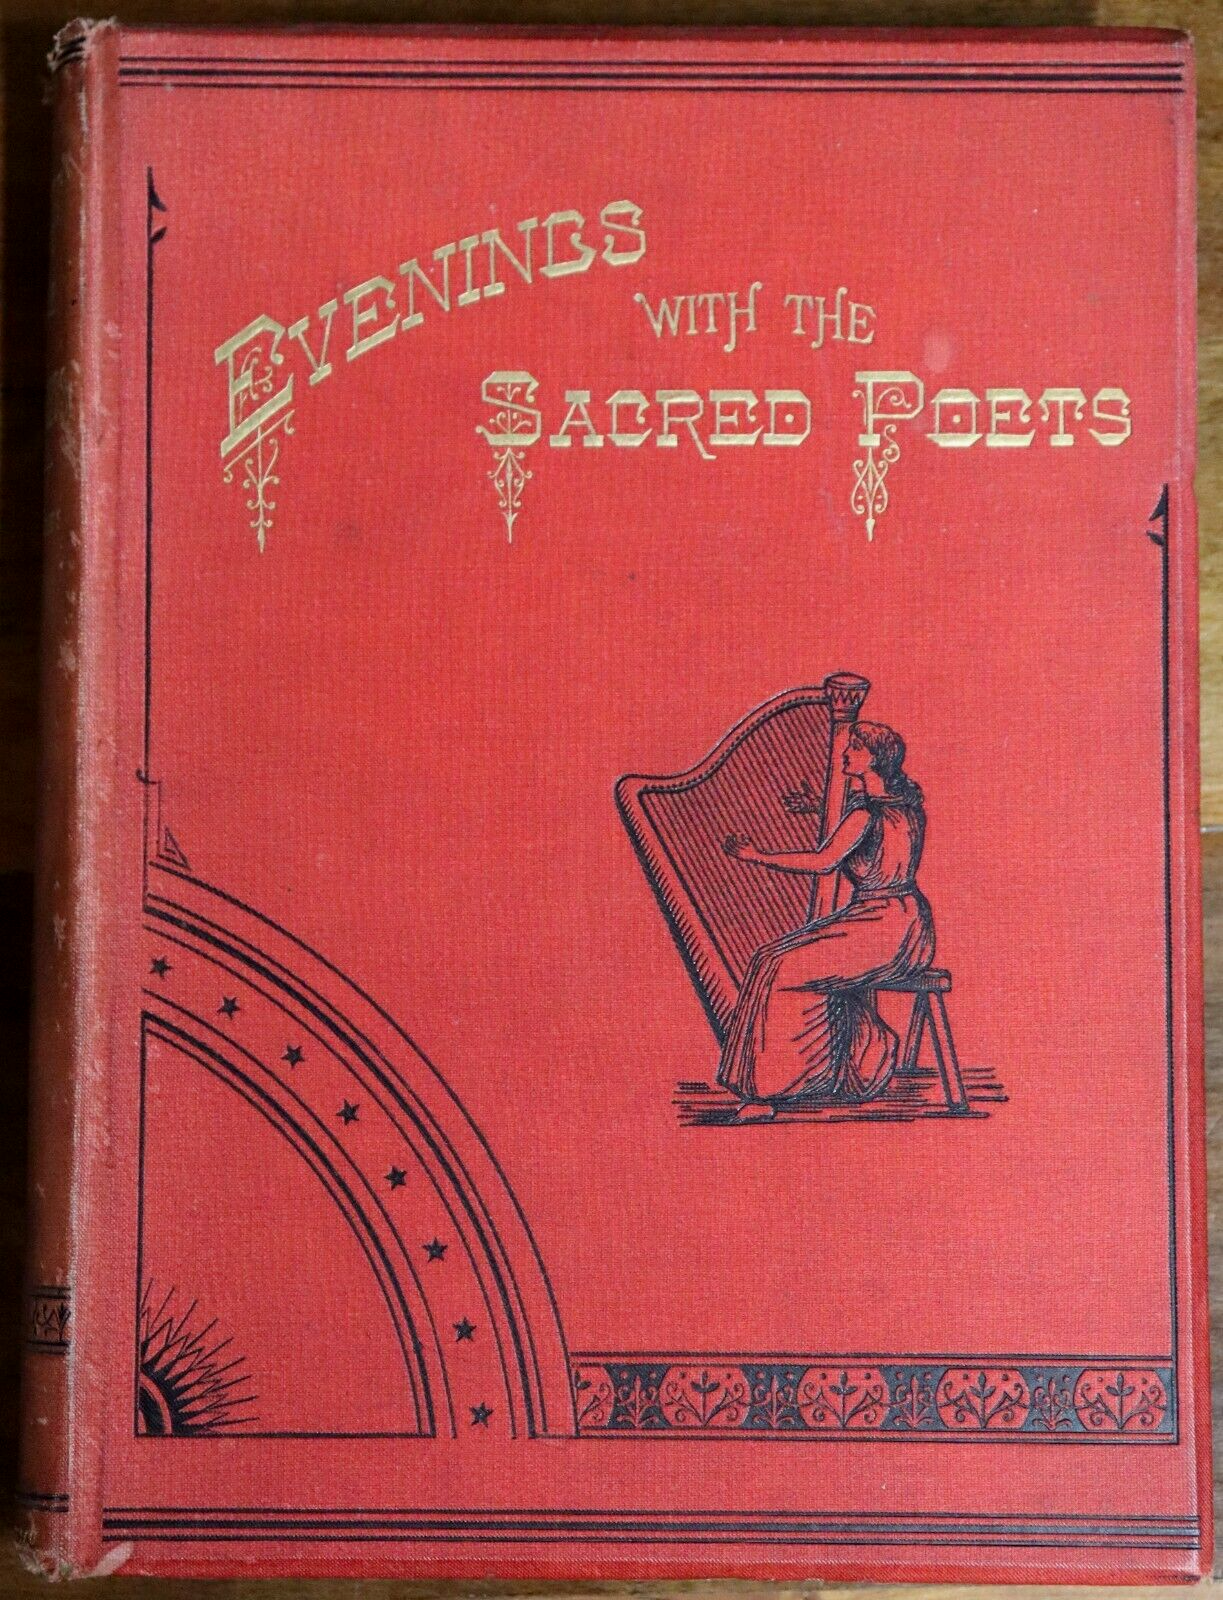 EVENINGS
WITH THE
SACRED POETS